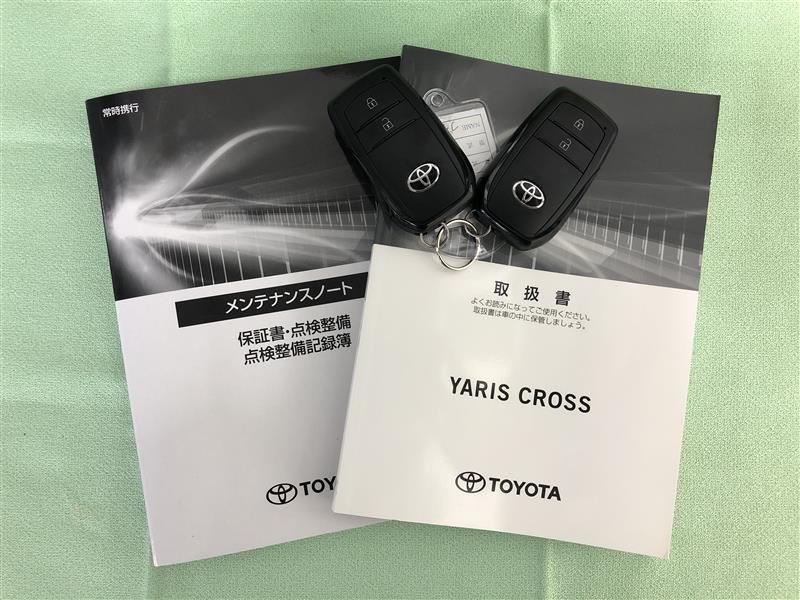 常時携行
メンテナンスノート
保証書・点検整備
点検整備記録簿
TOY
NAME
取扱書
よくお読みになってご使用ください。
取扱書は車の中に保管しましょう。
YARIS CROSS
TOYOTA